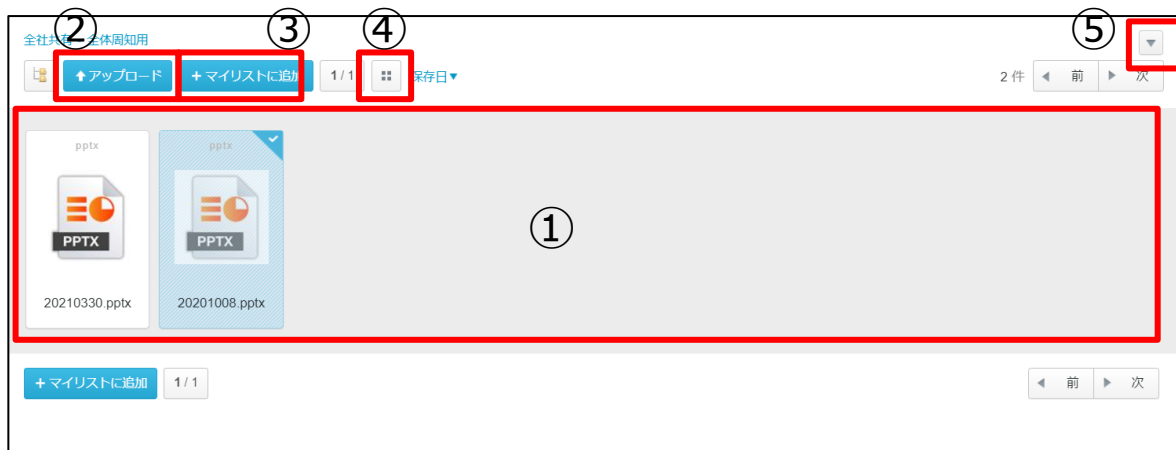 ② ③ ④ ⑤
全社共有 全体周知用
アップロード +マイリストに追加 1 / 1 保存日▼ 2 件 前 次
pptx pptx
PPTX PPTX
①
20210330.pptx 20201008.pptx
+マイリストに追加 1 / 1 前 次